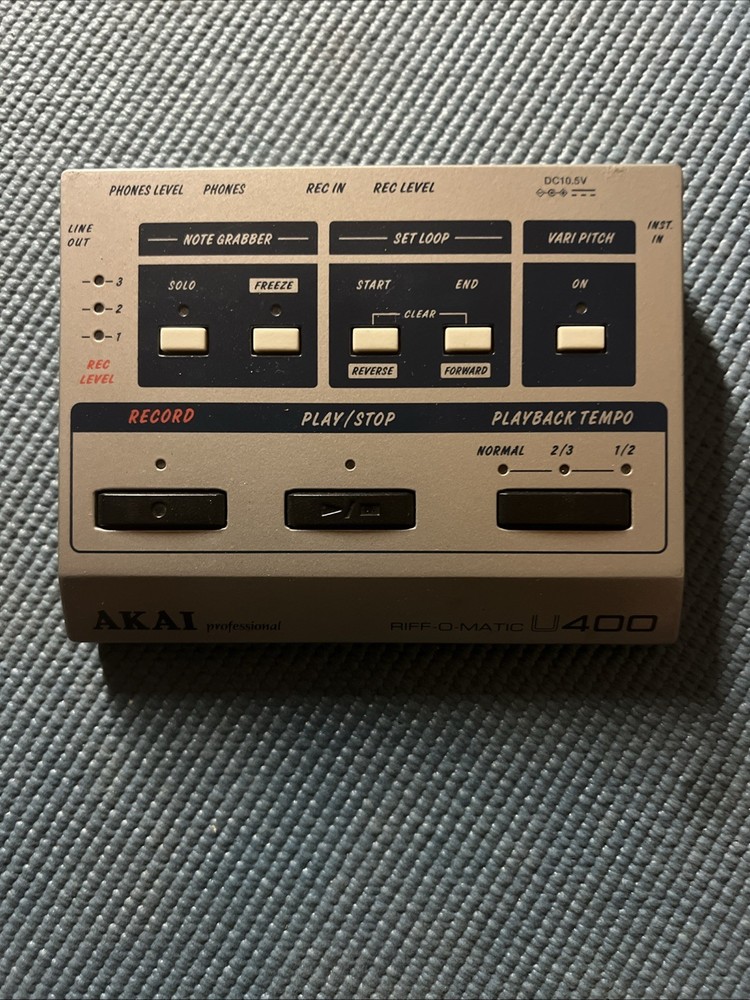 PHONES LEVEL PHONES REC IN REC LEVEL DC10.5V
LINE OUT
NOTE GRABBER
SET LOOP
VARI PITCH
INST. IN
3
2
1
REC LEVEL
SOLO FREEZE
START END
CLEAR
REVERSE FORWARD
ON
RECORD PLAY/STOP PLAYBACK TEMPO
NORMAL 2/3 1/2
AKAI professional RIFF-O-MATIC U400